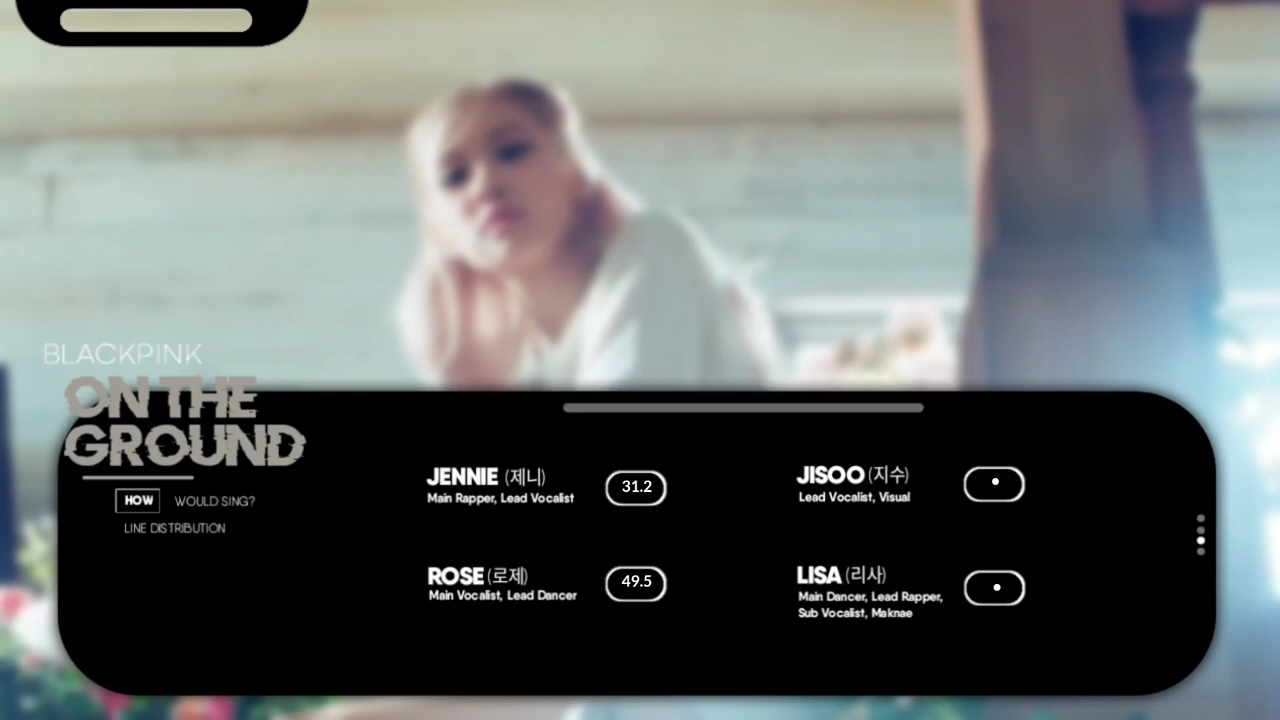 BLACKPINK
ON THE
GROUND
HOW WOULD SING?
LINE DISTRIBUTION
JENNIE (제니)
Main Rapper, Lead Vocalist
31.2
JISOO (지수)
Lead Vocalist, Visual
ROSE (로제)
Main Vocalist, Lead Dancer
49.5
LISA (리사)
Main Dancer, Lead Rapper,
Sub Vocalist, Maknae